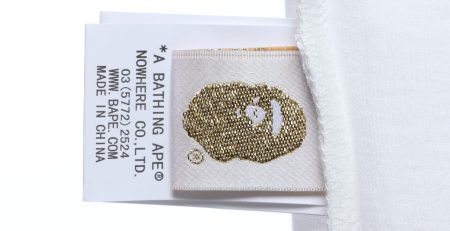 * A BATHING APE®
NOWHERE CO.,LTD.
03(5772)2524
WWW. BAPE. COM
MADE IN CHINA
®